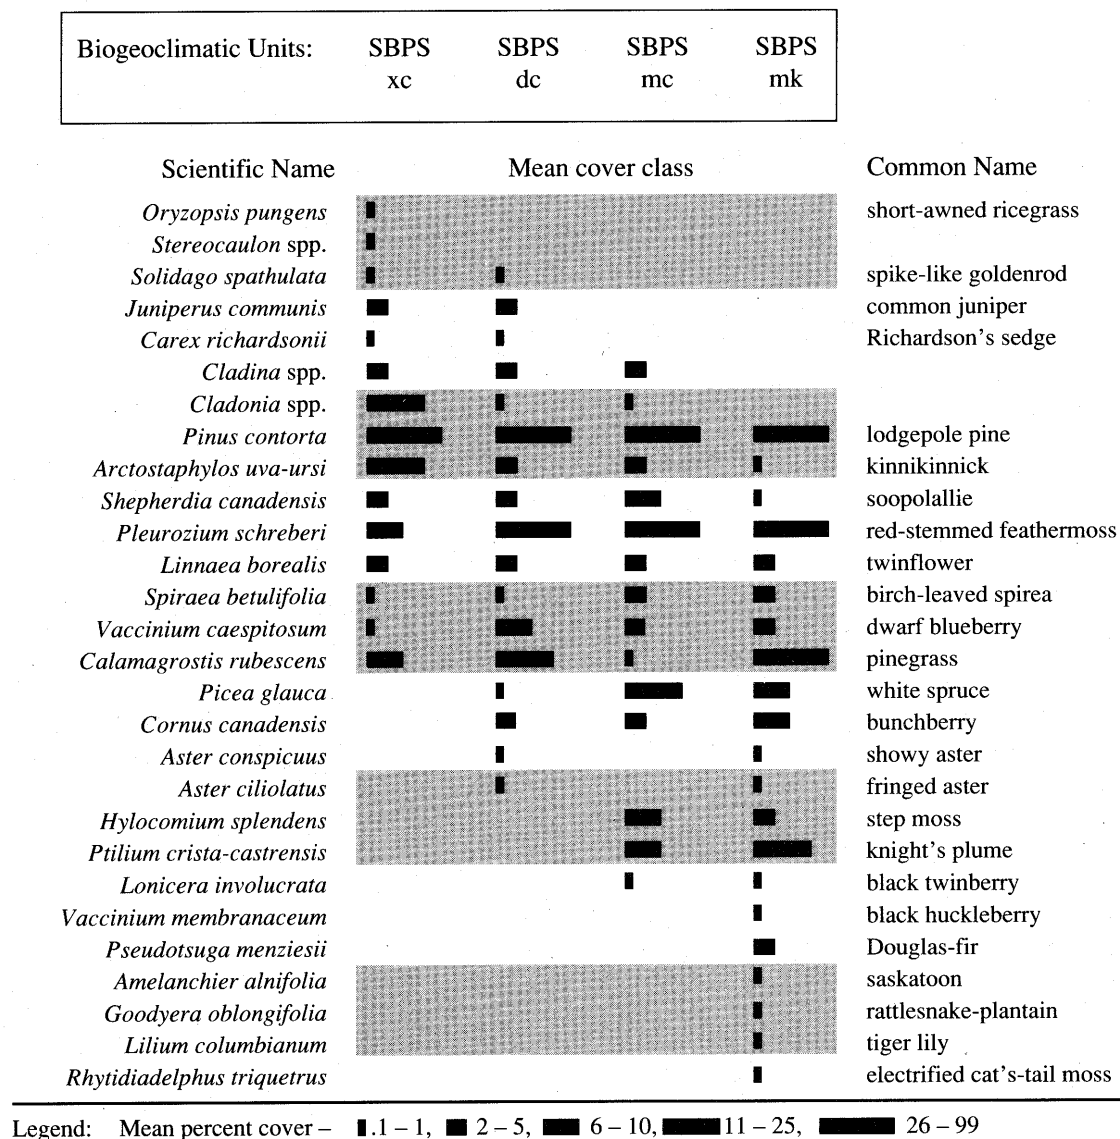 Biogeoclimatic Units: SBPS SBPS SBPS SBPS
xc dc mc mk
Scientific Name Mean cover class Common Name
Oryzopsis pungens short-awned ricegrass
Stereocaulon spp.
Solidago spathulata spike-like goldenrod
Juniperus communis common juniper
Carex richardsonii Richardson's sedge
Cladina spp.
Cladonia spp.
Pinus contorta lodgepole pine
Arctostaphylos uva-ursi kinnikinnick
Shepherdia canadensis soopolallie
Pleurozium schreberi red-stemmed feathermoss
Linnaea borealis twinflower
Spiraea betulifolia birch-leaved spirea
Vaccinium caespitosum dwarf blueberry
Calamagrostis rubescens pinegrass
Picea glauca white spruce
Cornus canadensis bunchberry
Aster conspicuus showy aster
Aster ciliolatus fringed aster
Hylocomium splendens step moss
Ptilium crista-castrensis knight's plume
Lonicera involucrata black twinberry
Vaccinium membranaceum black huckleberry
Pseudotsuga menziesii Douglas-fir
Amelanchier alnifolia saskatoon
Goodyera oblongifolia rattlesnake-plantain
Lilium columbianum tiger lily
Rhytidiadelphus triquetrus electrified cat's-tail moss
Legend: Mean percent cover – .1 – 1, 2 – 5, 6 – 10, 11 – 25, 26 – 99